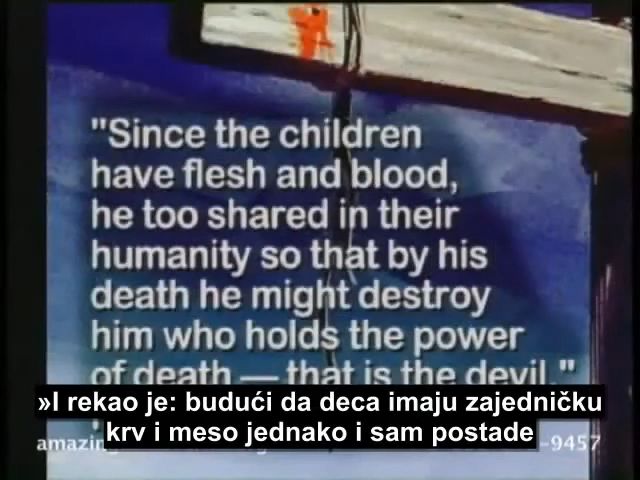 "Since the children
have flesh and blood,
he too shared in their
humanity so that by his
death he might destroy
him who holds the power
of death — that is the devil."
»I rekao je: budući da deca imaju zajedničku
krv i meso jednako i sam postade
-9457